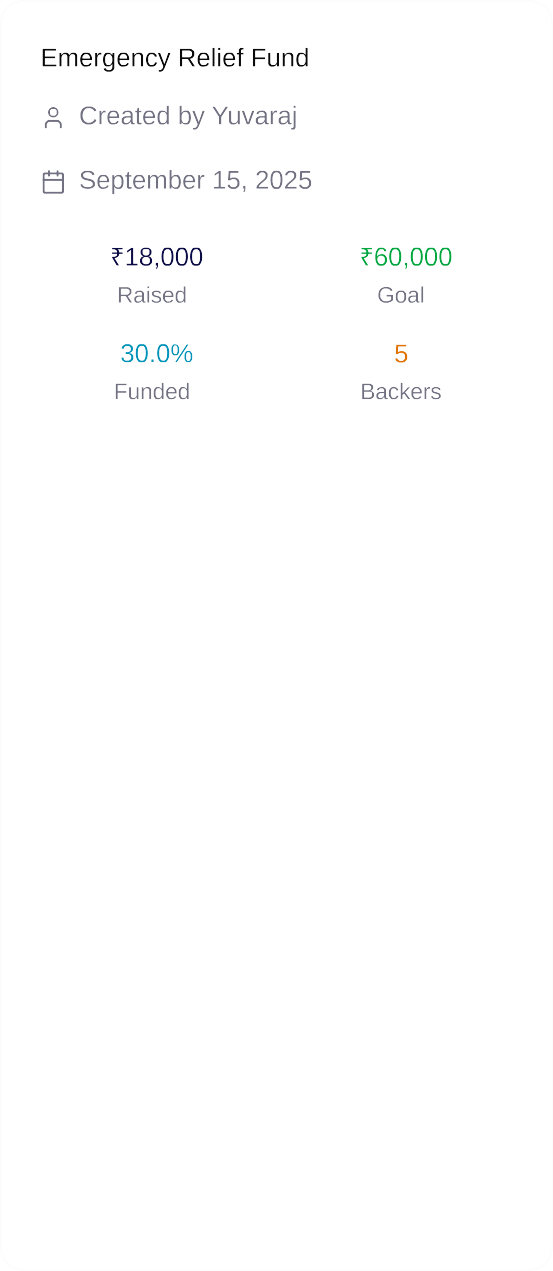 Emergency Relief Fund
Created by Yuvaraj
September 15, 2025
₹18,000 ₹60,000
Raised Goal
30.0% 5
Funded Backers